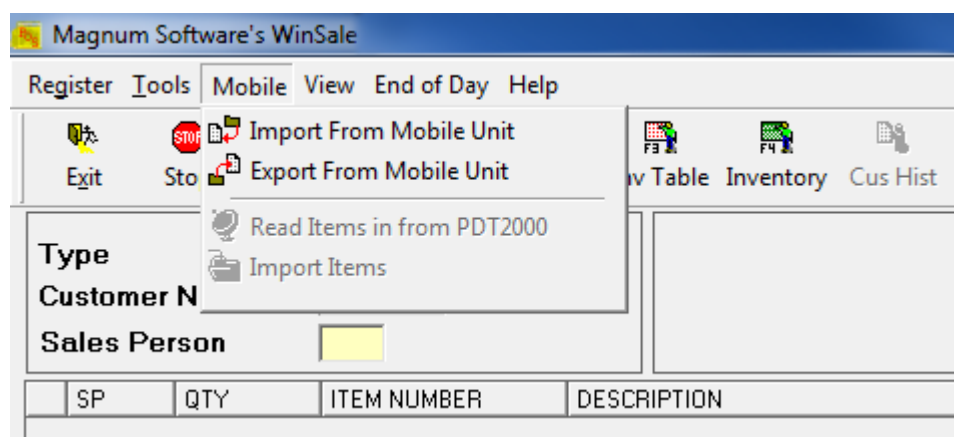 Magnum Software's WinSale
Register Tools Mobile View End of Day Help
Import From Mobile Unit
Export From Mobile Unit
Read Items in from PDT2000
Import Items
STOP F3 F4
Exit Table Inventory Cus Hist
Type
Customer N
Sales Person
SP QTY ITEM NUMBER DESCRIPTION